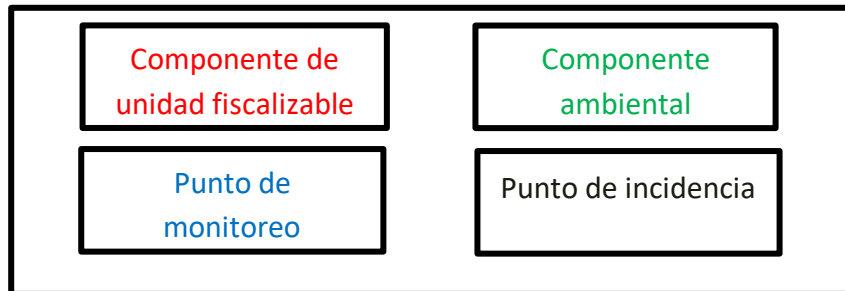 Componente de
unidad fiscalizable
Componente
ambiental
Punto de
monitoreo
Punto de incidencia